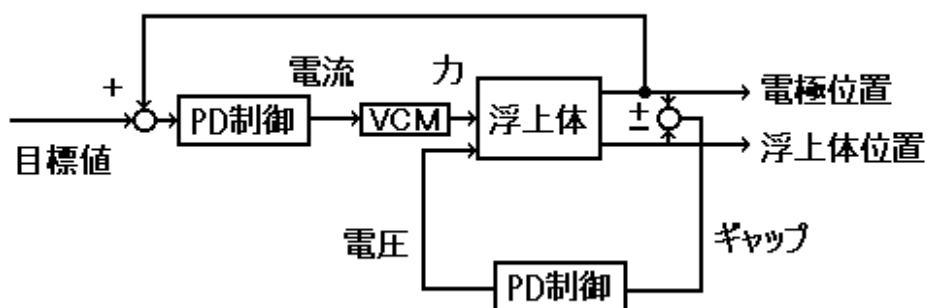 +
電流
力
電極位置
PD制御
VCM
浮上体
+
−
目標値
浮上体位置
電圧
ギャップ
PD制御